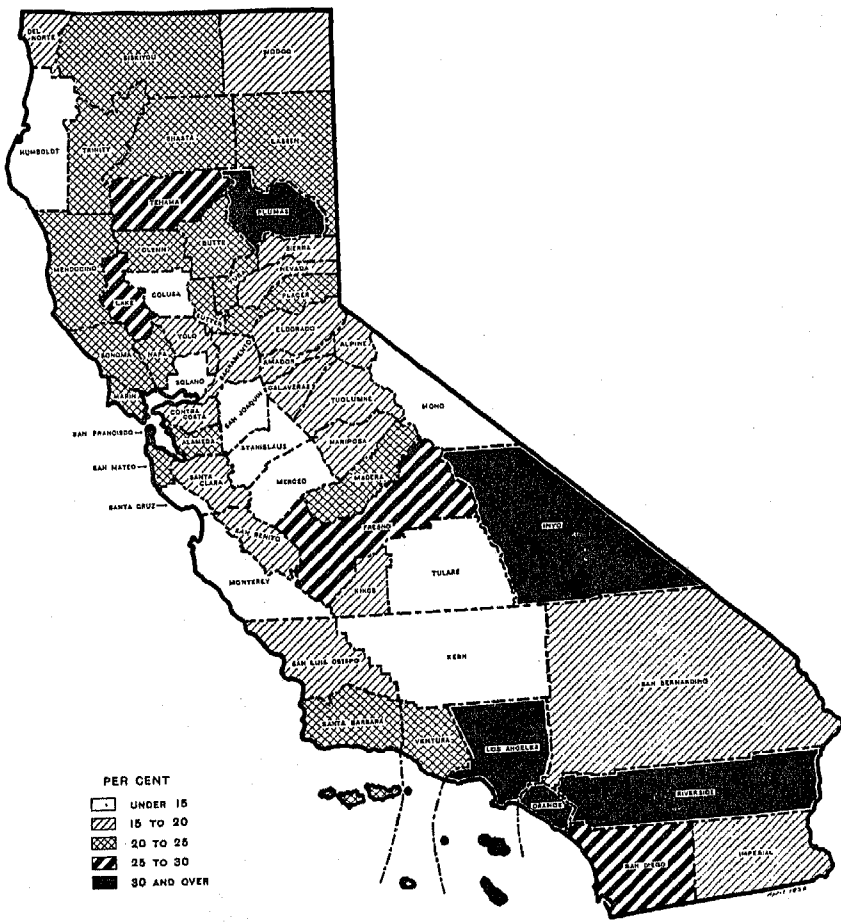 DEL NORTE
SISKIYOU
MODOC
HUMBOLDT
TRINITY
SHASTA
LASSEN
TEHAMA
PLUMAS
MENDOCINO
GLENN
BUTTE
SIERRA
NEVADA
YUBA
LAKE
COLUSA
PLACER
SUTTER
YOLO
ELDORADO
SONOMA
NAPA
SACRAMENTO
ALPINE
AMADOR
SOLANO
MARIN
CALAVERAS
SAN JOAQUIN
TUOLUMNE
MONO
CONTRA COSTA
SAN FRANCISCO
ALAMEDA
STANISLAUS
MARIPOSA
SAN MATEO
SANTA CLARA
MERCED
MADERA
SANTA CRUZ
FRESNO
INYO
SAN BENITO
MONTEREY
KINGS
TULARE
SAN LUIS OBISPO
KERN
SAN BERNARDINO
SANTA BARBARA
VENTURA
LOS ANGELES
ORANGE
RIVERSIDE
SAN DIEGO
IMPERIAL
PER CENT
UNDER 15
15 TO 20
20 TO 25
25 TO 30
30 AND OVER